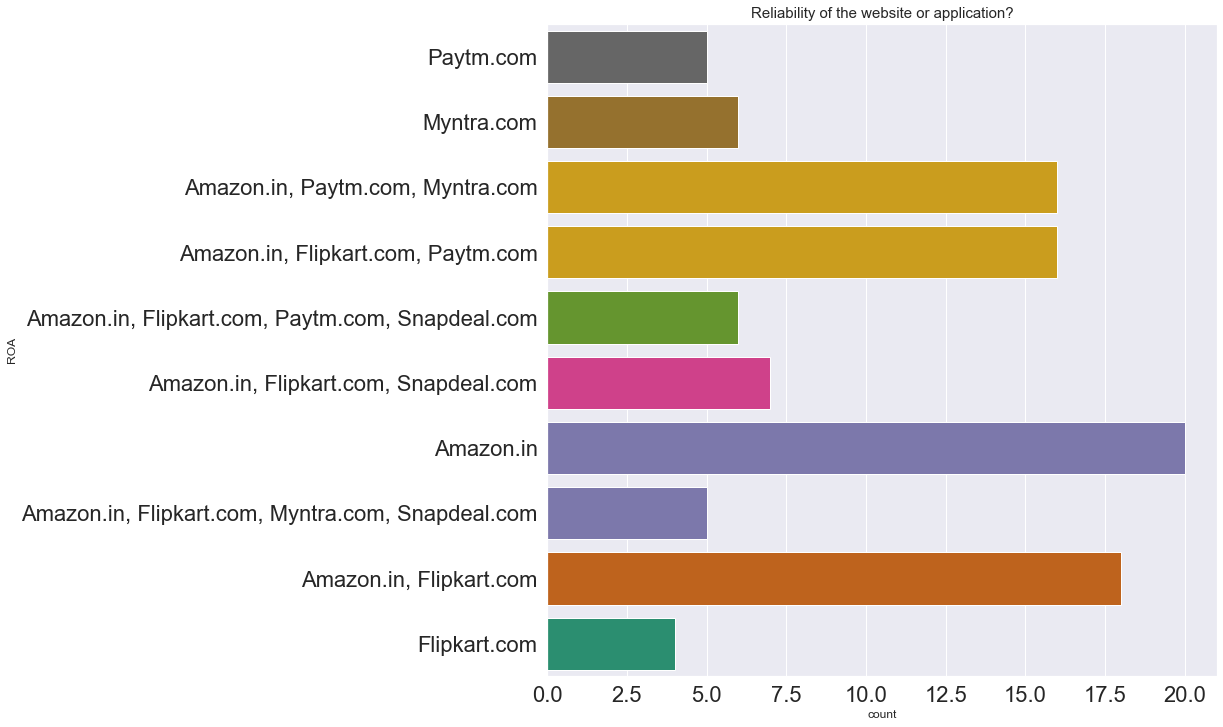 Reliability of the website or application?
Paytm.com
Myntra.com
Amazon.in, Paytm.com, Myntra.com
Amazon.in, Flipkart.com, Paytm.com
Amazon.in, Flipkart.com, Paytm.com, Snapdeal.com
ROA
Amazon.in, Flipkart.com, Snapdeal.com
Amazon.in
Amazon.in, Flipkart.com, Myntra.com, Snapdeal.com
Amazon.in, Flipkart.com
Flipkart.com
0.0 2.5 5.0 7.5 10.0 12.5 15.0 17.5 20.0
count